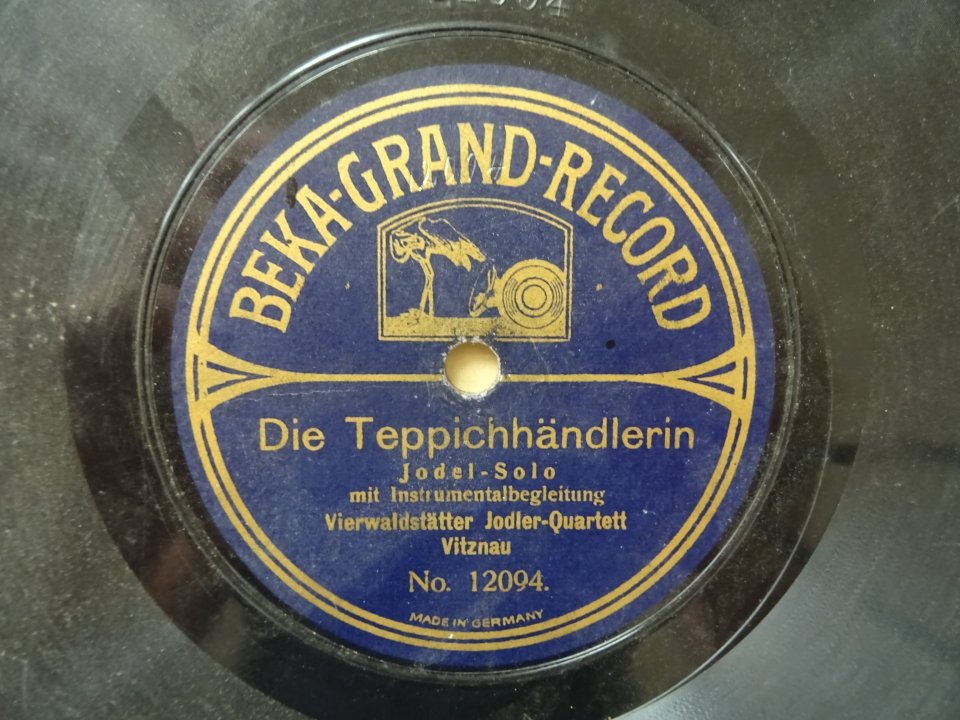 BEKA-GRAND-RECORD
Die Teppichhändlerin
Jodel-Solo
mit Instrumentalbegleitung
Vierwaldstätter Jodler-Quartett
Vitznau
No. 12094.
MADE IN GERMANY